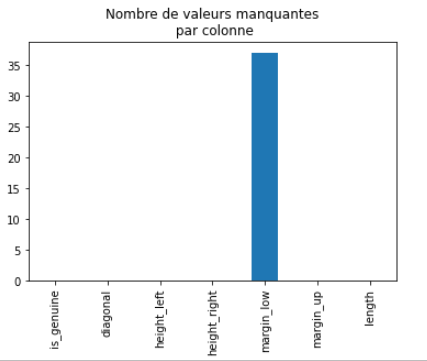 Nombre de valeurs manquantes
par colonne
35
30
25
20
15
10
5
0
is_genuine
diagonal
height_left
height_right
margin_low
margin_up
length